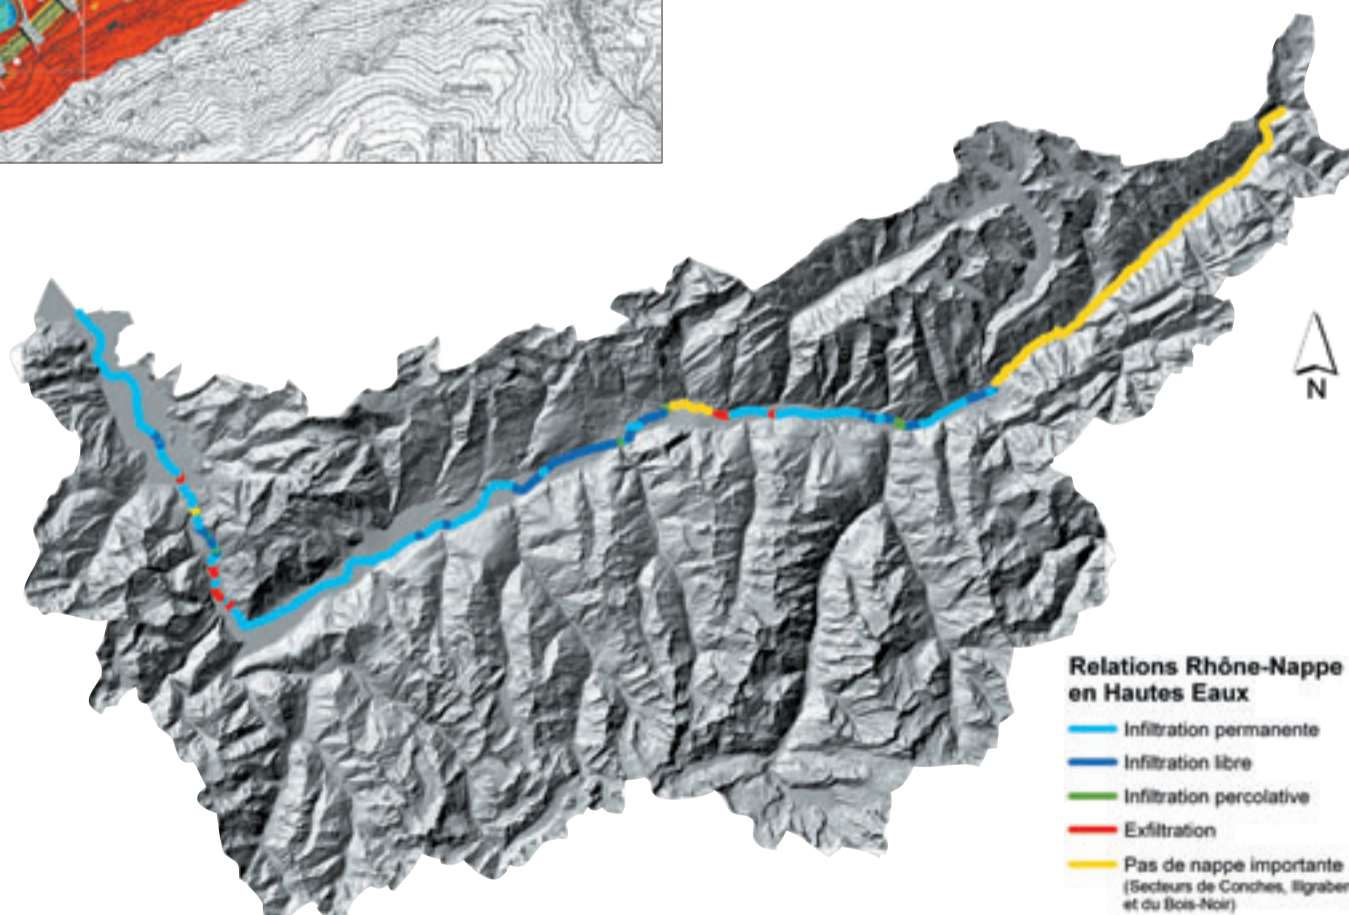 N
Relations Rhône-Nappe
en Hautes Eaux
Infiltration permanente
Infiltration libre
Infiltration percolative
Exfiltration
Pas de nappe importante
(Secteurs de Conches, Illgraben
et du Bois-Noir)